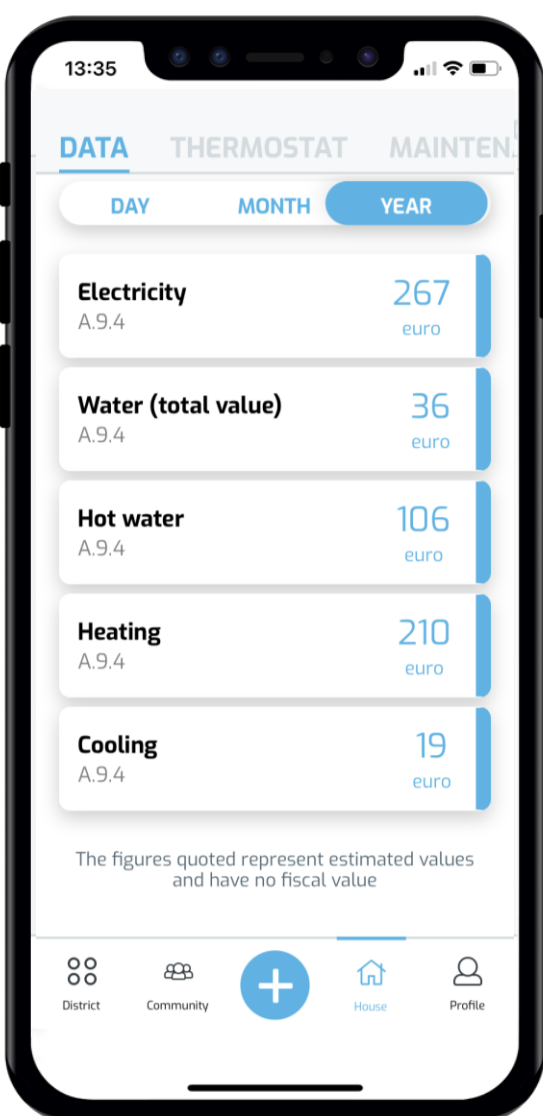 13:35
DATA THERMOSTAT MAINTEN
DAY MONTH YEAR
Electricity
A.9.4
267
euro
Water (total value)
A.9.4
36
euro
Hot water
A.9.4
106
euro
Heating
A.9.4
210
euro
Cooling
A.9.4
19
euro
The figures quoted represent estimated values
and have no fiscal value
District Community House Profile